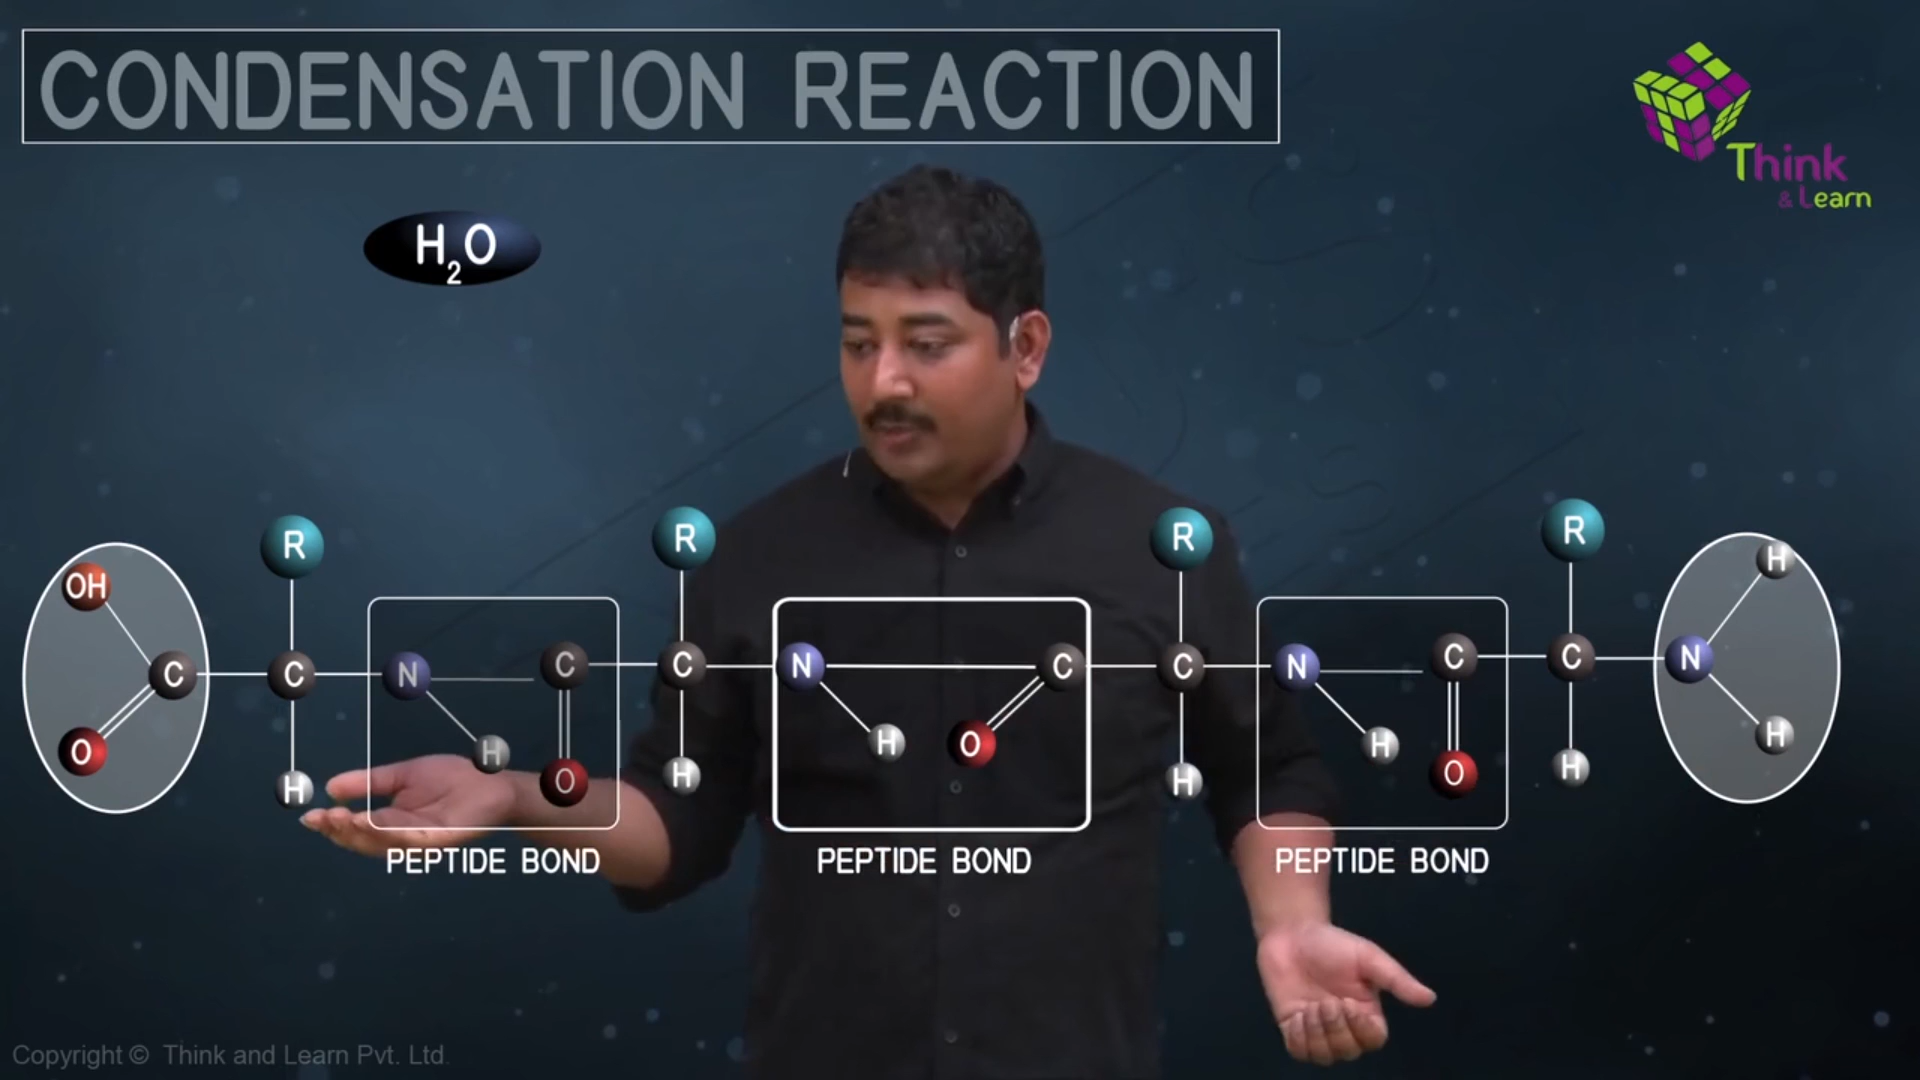 CONDENSATION REACTION
Think
& Learn
H₂O
R R R R
OH H
C C N C C N C C N C C N
O H H O H H O H H O H H
PEPTIDE BOND PEPTIDE BOND PEPTIDE BOND
Copyright © Think and Learn Pvt. Ltd.